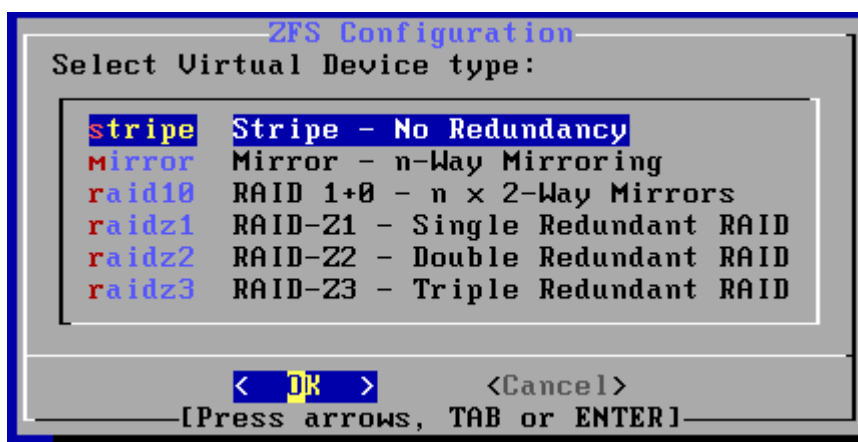 ZFS Configuration
Select Virtual Device type:
stripe Stripe - No Redundancy
mirror Mirror - n-Way Mirroring
raid10 RAID 1+0 - n x 2-Way Mirrors
raidz1 RAID-Z1 - Single Redundant RAID
raidz2 RAID-Z2 - Double Redundant RAID
raidz3 RAID-Z3 - Triple Redundant RAID
< OK > <Cancel>
[Press arrows, TAB or ENTER]